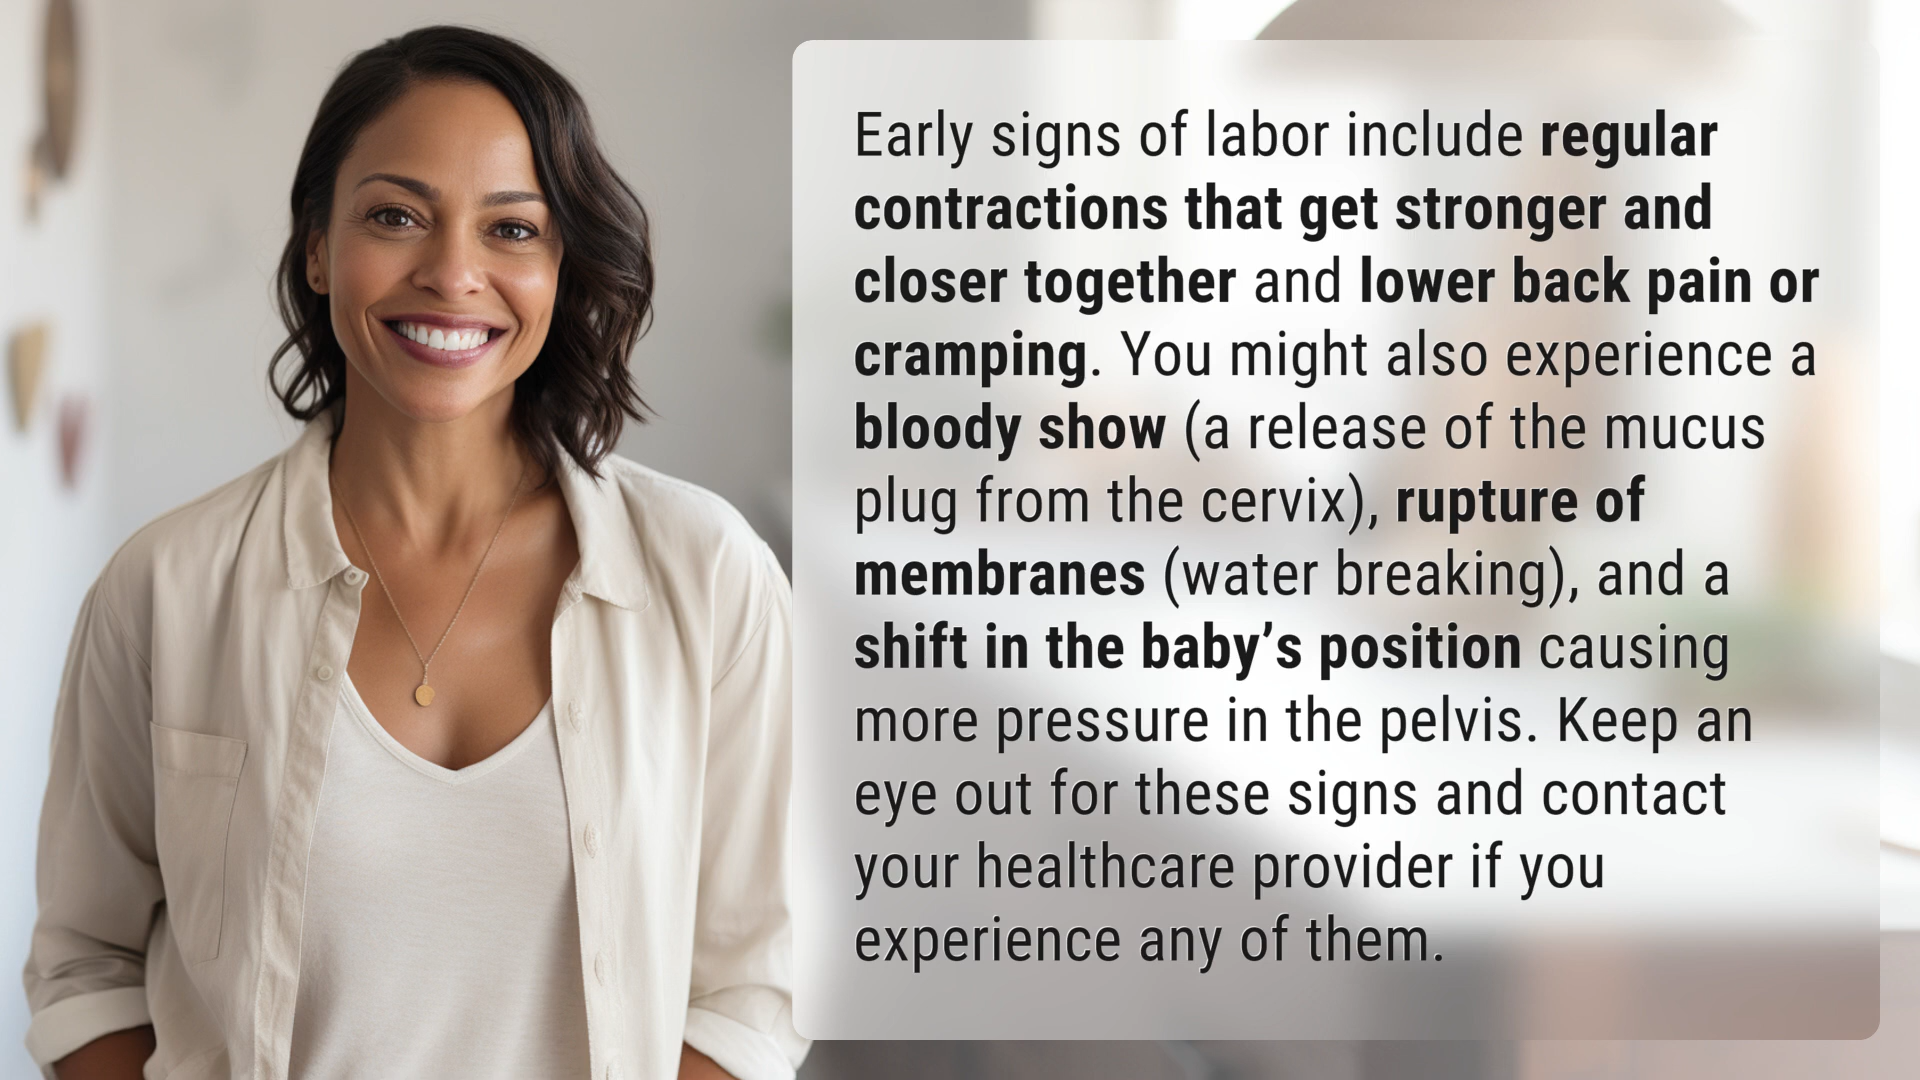 Early signs of labor include regular
contractions that get stronger and
closer together and lower back pain or
cramping. You might also experience a
bloody show (a release of the mucus
plug from the cervix), rupture of
membranes (water breaking), and a
shift in the baby’s position causing
more pressure in the pelvis. Keep an
eye out for these signs and contact
your healthcare provider if you
experience any of them.